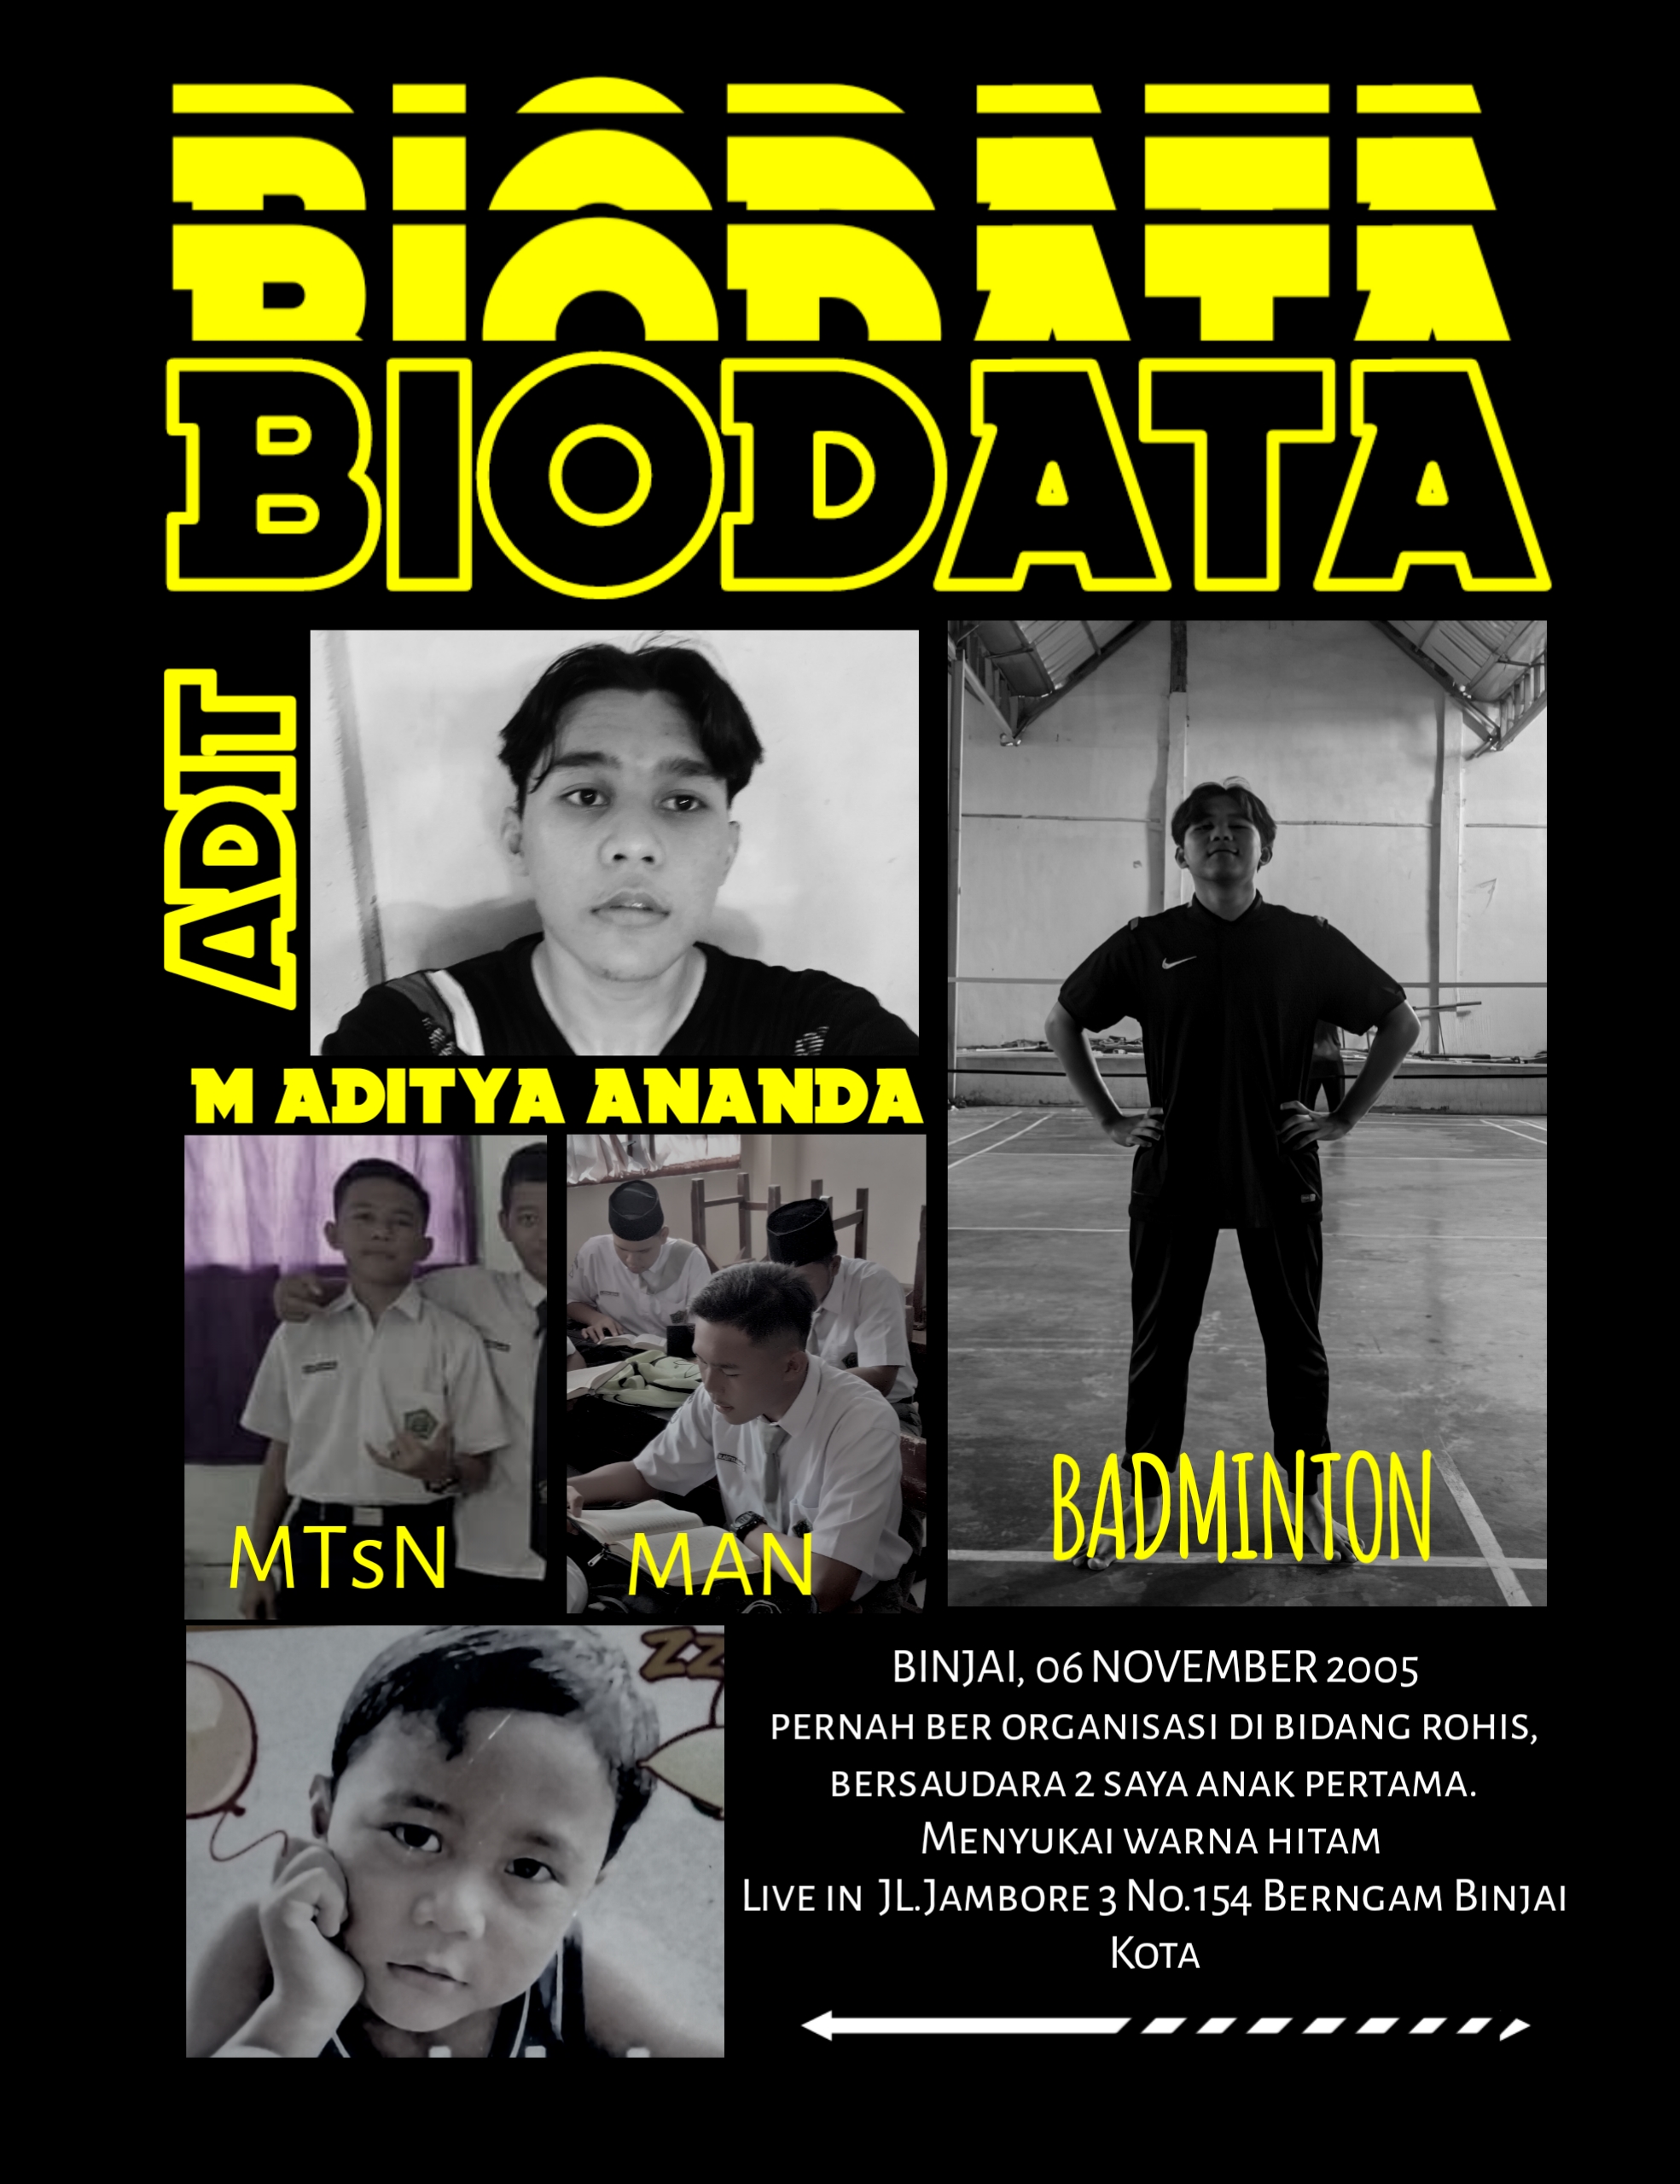 BIODATA
BIODATA
BIODATA
BIODATA
ADIT
M ADITYA ANANDA
MTsN
MAN
BADMINTON
BINJAI, 06 NOVEMBER 2005
PERNAH BER ORGANISASI DI BIDANG ROHIS,
BERSAUDARA 2 SAYA ANAK PERTAMA.
MENYUKAI WARNA HITAM
LIVE IN JL.JAMBORE 3 NO.154 BERNGAM BINJAI
KOTA